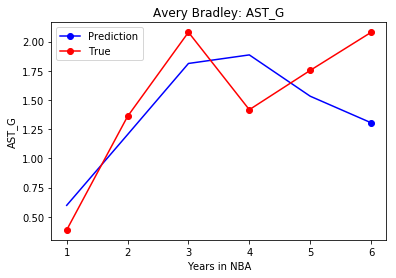 Avery Bradley: AST_G
Prediction
True
AST_G
2.00
1.75
1.50
1.25
1.00
0.75
0.50
1 2 3 4 5 6
Years in NBA